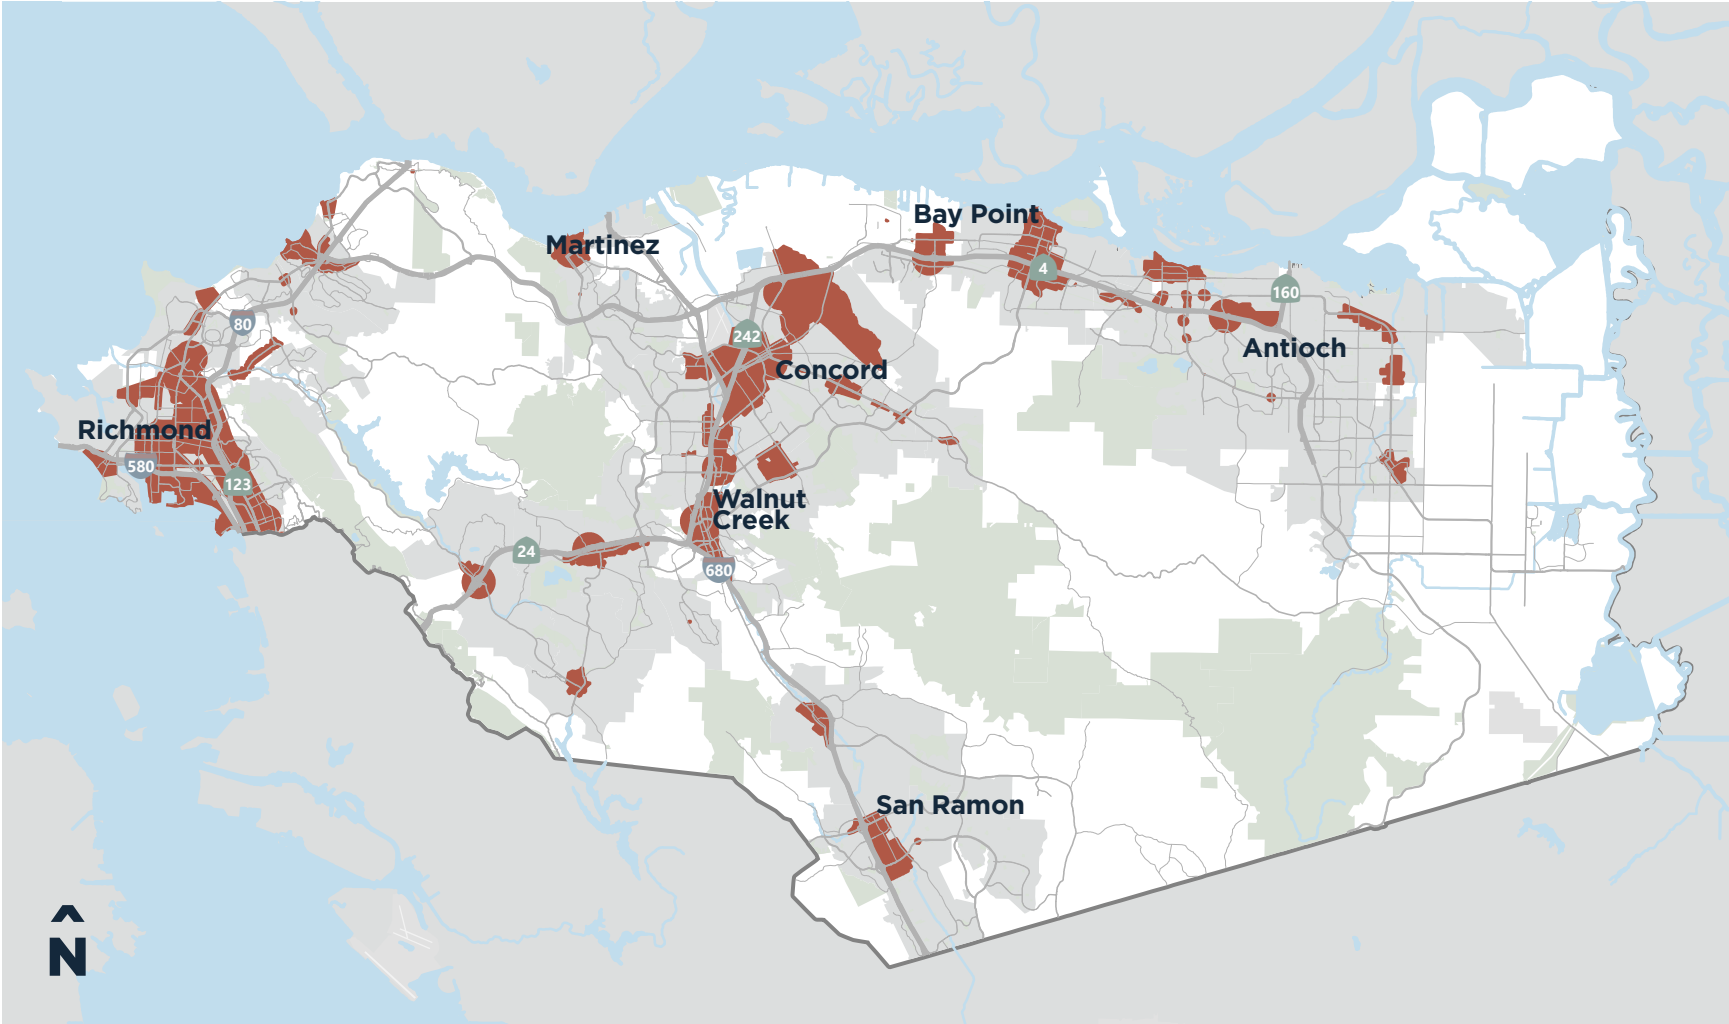 Bay Point
Martinez
4
160
80
242
Antioch
Concord
Richmond
580
123
Walnut
Creek
24
680
San Ramon
N